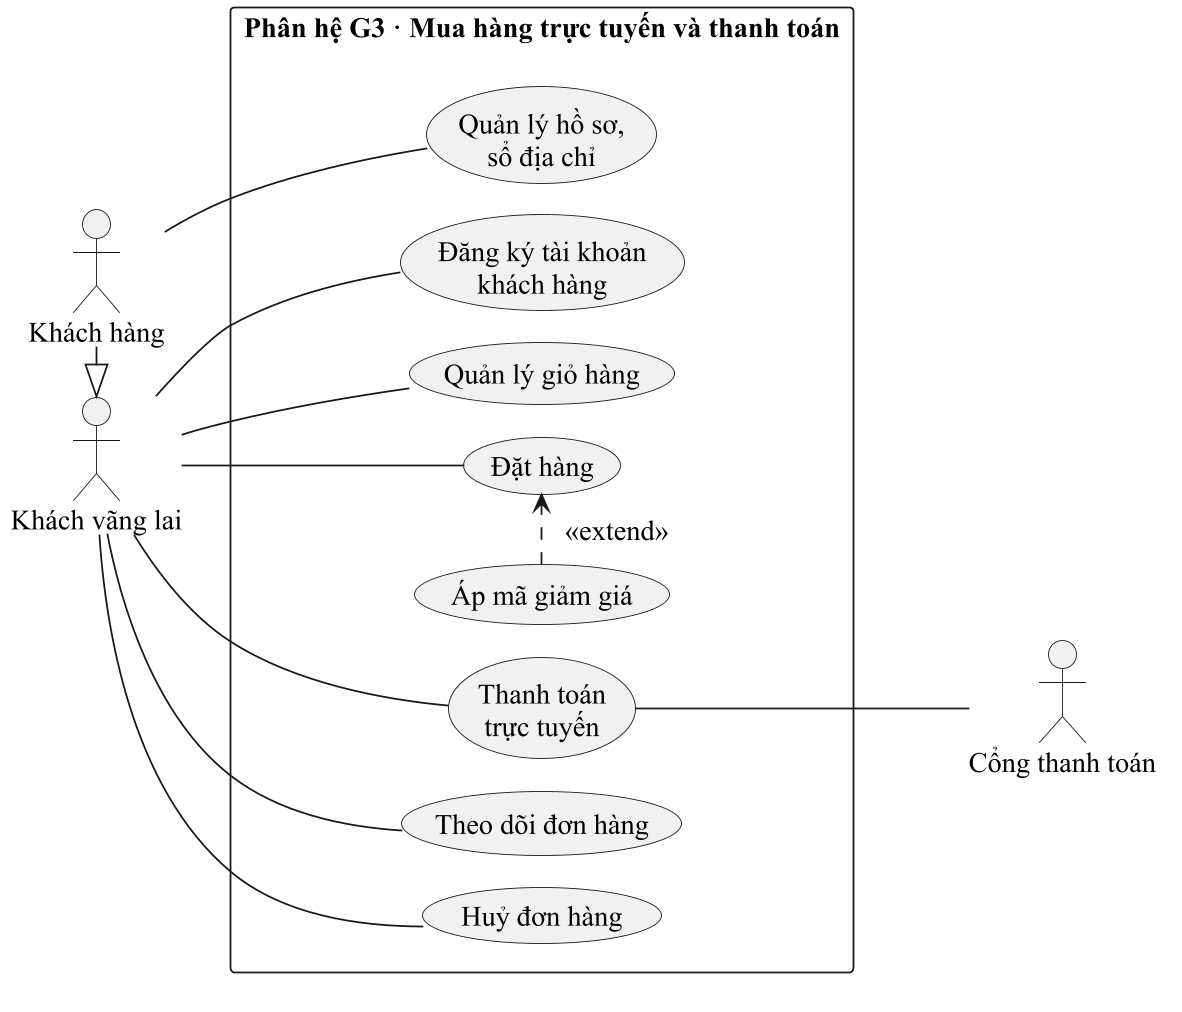 Phân hệ G3 · Mua hàng trực tuyến và thanh toán
Quản lý hồ sơ,
sổ địa chỉ
Đăng ký tài khoản
khách hàng
Khách hàng
Quản lý giỏ hàng
Đặt hàng
Khách vãng lai
«extend»
Áp mã giảm giá
Thanh toán
trực tuyến
Cổng thanh toán
Theo dõi đơn hàng
Huỷ đơn hàng